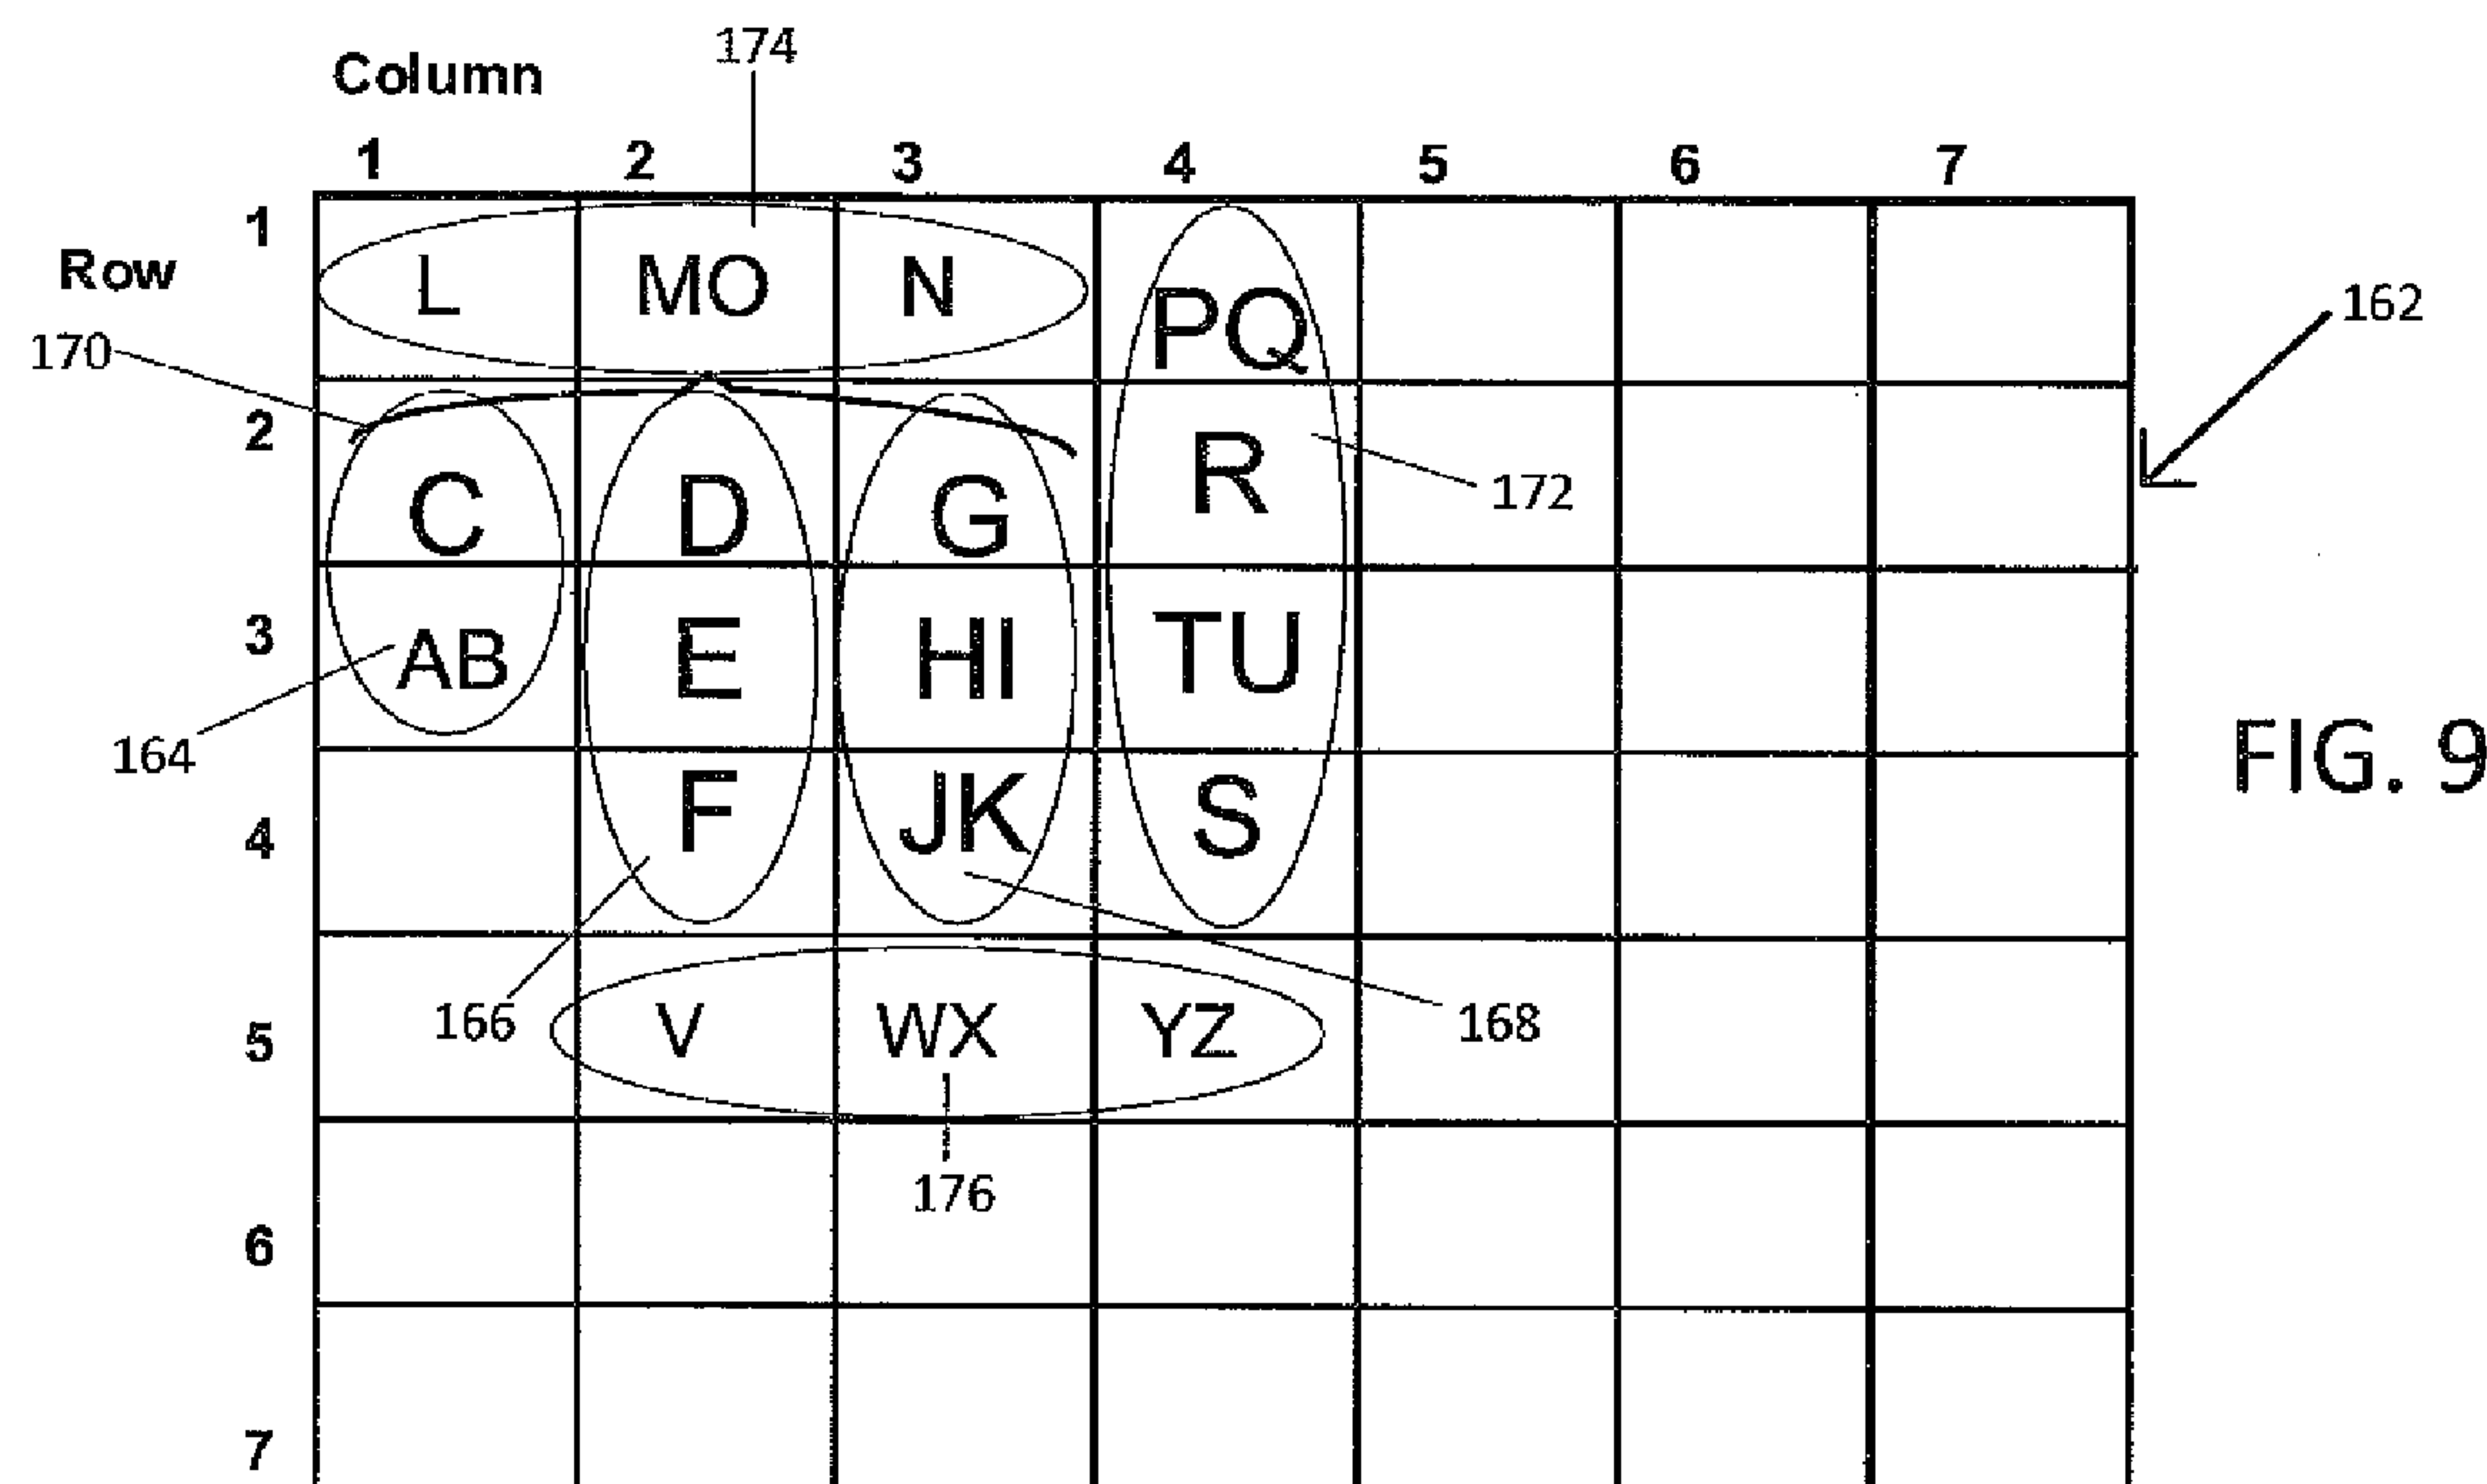 174
Column
1 2 3 4 5 6 7
1
Row
L MO N PQ
162
170
2
C D G R
172
3
AB E HI TU
164
FIG. 9
4
F JK S
5
V WX YZ
166
168
176
6
7